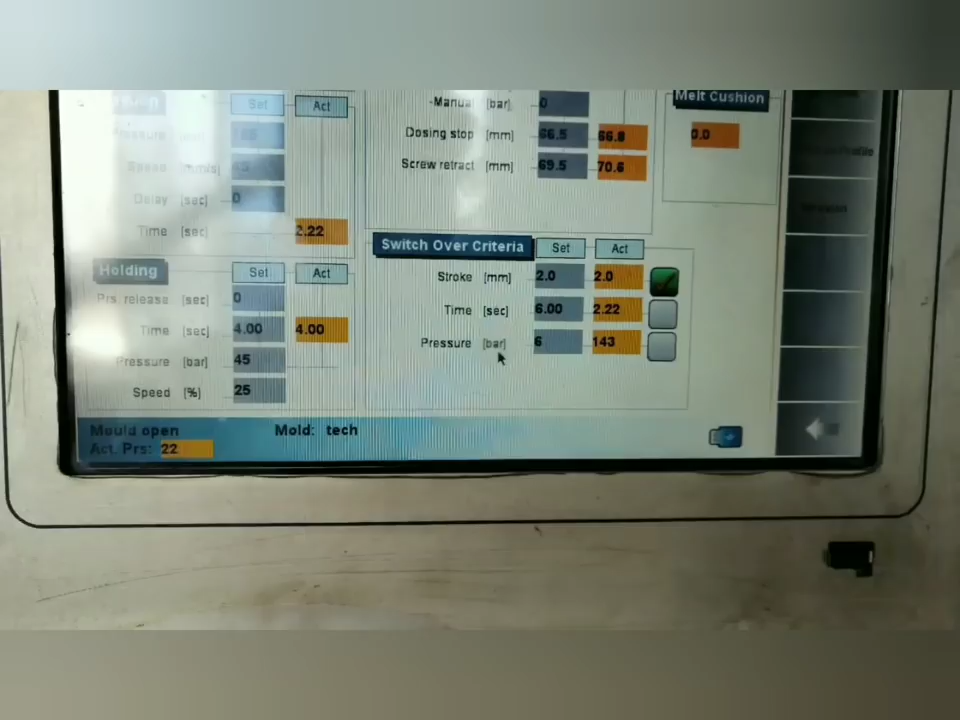 Set Act
Pressure
Speed
Delay [sec] 0
Time [sec] 2.22
Holding Set Act
Prs release [sec] 0
Time [sec] 4.00 4.00
Pressure [bar] 45
Speed [%] 25
-Manual [bar] 0
Dosing stop [mm] 66.5 66.8
Screw retract [mm] 69.5 70.6
Melt Cushion
0.0
Switch Over Criteria Set Act
Stroke [mm] 2.0 2.0
Time [sec] 6.00 2.22
Pressure [bar] 6 143
Mould open Mold: tech
Act. Prs: 22